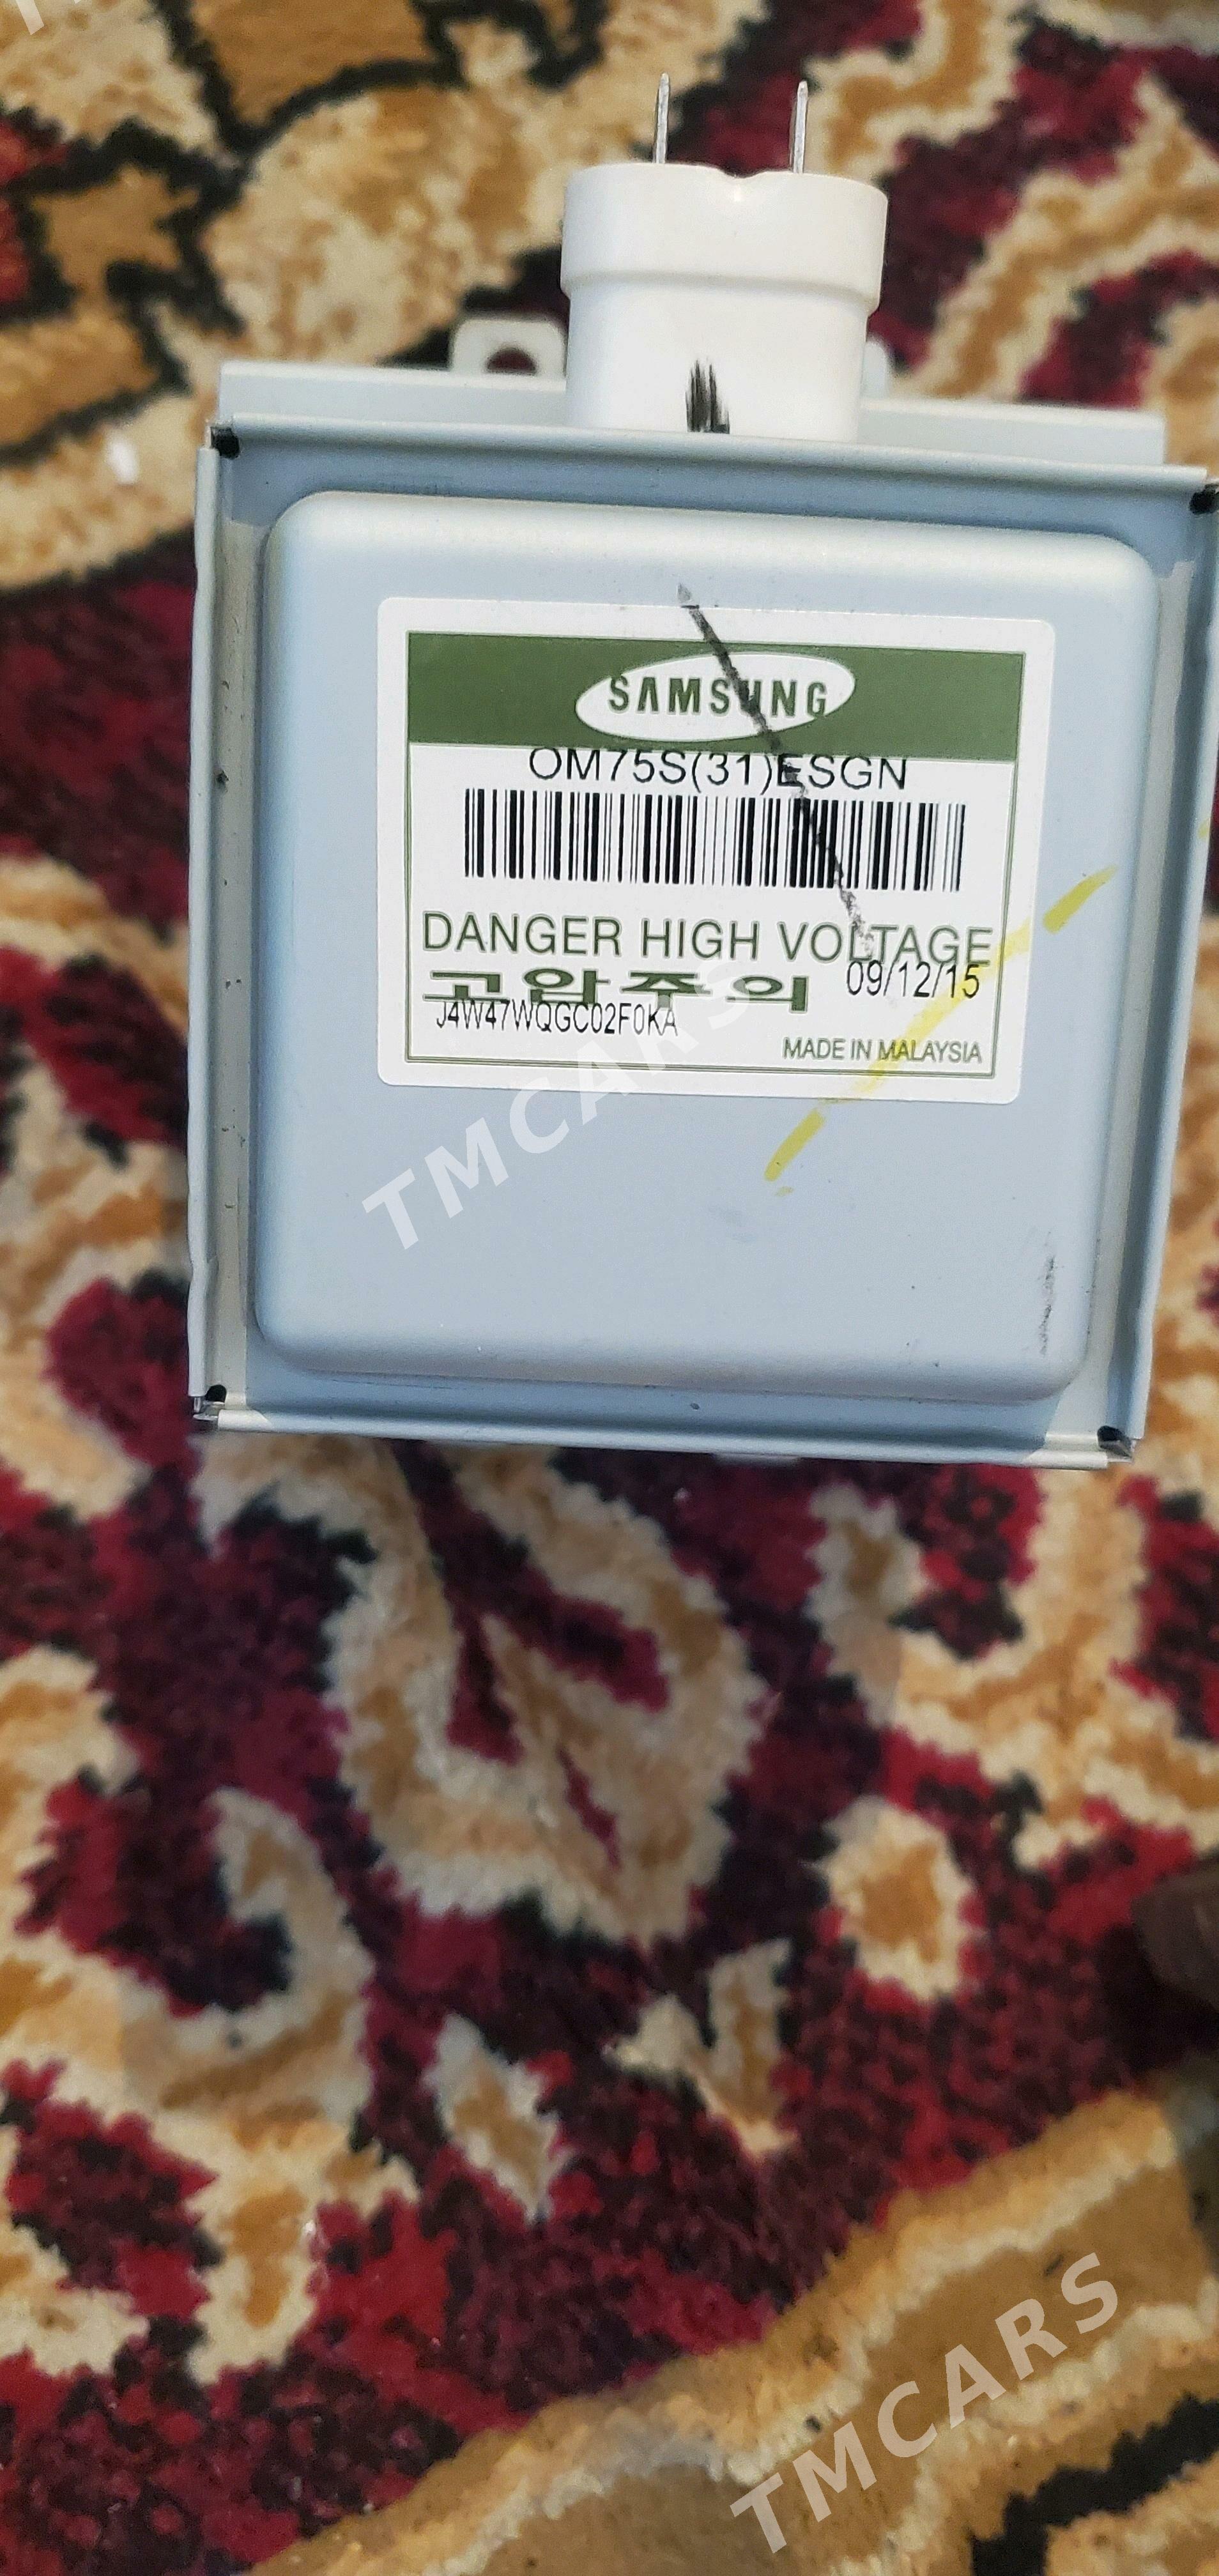 SAMSUNG
OM75S(31)ESGN
DANGER HIGH VOLTAGE
고압주의 09/12/15
J4W47WQGC02F0KA
MADE IN MALAYSIA
TMCARS
TMCARS